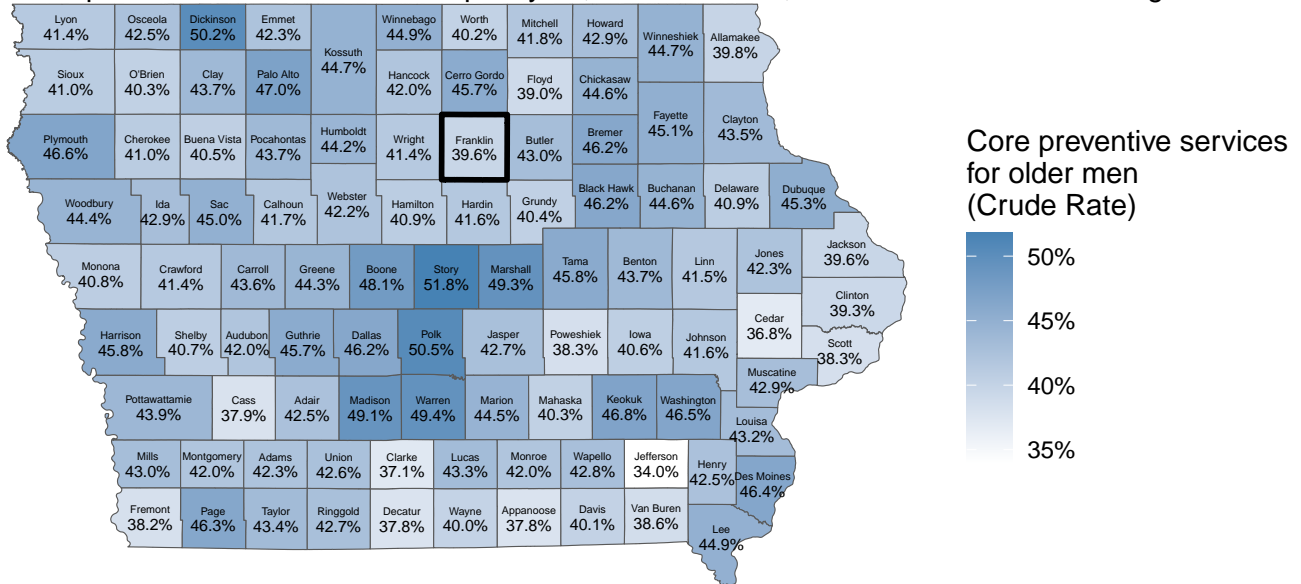 Lyon Osceola Dickinson Emmet Winnebago Worth Mitchell Howard Winneshiek Allamakee
41.4% 42.5% 50.2% 42.3% 44.9% 40.2% 41.8% 42.9% 44.7% 39.8%
Kossuth
44.7%
Sioux O'Brien Clay Palo Alto Hancock Cerro Gordo Floyd Chickasaw
41.0% 40.3% 43.7% 47.0% 42.0% 45.7% 39.0% 44.6%
Fayette Clayton
45.1% 43.5%
Plymouth Cherokee Buena Vista Pocahontas Humboldt Wright Franklin Butler Bremer
46.6% 41.0% 40.5% 43.7% 44.2% 41.4% 39.6% 43.0% 46.2%
Woodbury Ida Sac Calhoun Webster Hamilton Hardin Grundy Black Hawk Buchanan Delaware Dubuque
44.4% 42.9% 45.0% 41.7% 42.2% 40.9% 41.6% 40.4% 46.2% 44.6% 40.9% 45.3%
Monona Crawford Carroll Greene Boone Story Marshall Tama Benton Linn Jones Jackson
40.8% 41.4% 43.6% 44.3% 48.1% 51.8% 49.3% 45.8% 43.7% 41.5% 42.3% 39.6%
Clinton
39.3%
Harrison Shelby Audubon Guthrie Dallas Polk Jasper Poweshiek Iowa Johnson Cedar Scott
45.8% 40.7% 42.0% 45.7% 46.2% 50.5% 42.7% 38.3% 40.6% 41.6% 36.8% 38.3%
Muscatine
42.9%
Pottawattamie Cass Adair Madison Warren Marion Mahaska Keokuk Washington
43.9% 37.9% 42.5% 49.1% 49.4% 44.5% 40.3% 46.8% 46.5%
Louisa
43.2%
Mills Montgomery Adams Union Clarke Lucas Monroe Wapello Jefferson Henry Des Moines
43.0% 42.0% 42.3% 42.6% 37.1% 43.3% 42.0% 42.8% 34.0% 42.5% 46.4%
Fremont Page Taylor Ringgold Decatur Wayne Appanoose Davis Van Buren Lee
38.2% 46.3% 43.4% 42.7% 37.8% 40.0% 37.8% 40.1% 38.6% 44.9%
Core preventive services
for older men
(Crude Rate)
50%
45%
40%
35%